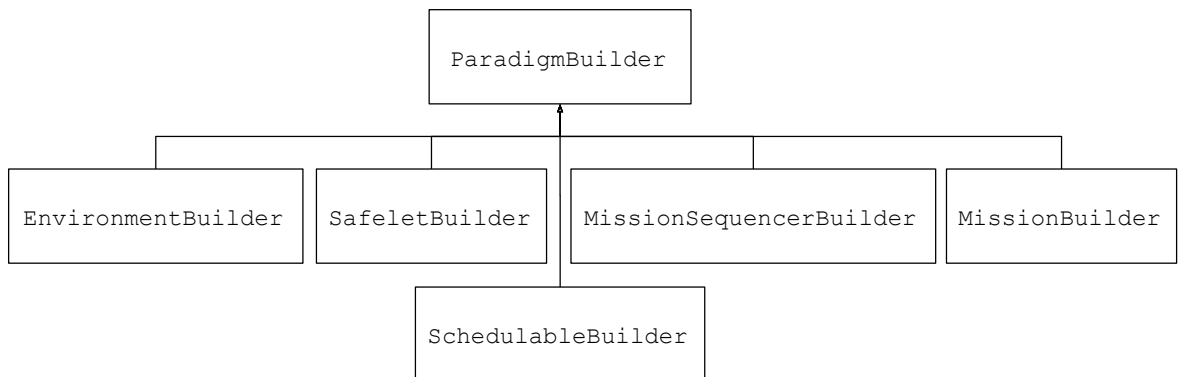 ParadigmBuilder
EnvironmentBuilder
SafeletBuilder
MissionSequencerBuilder
MissionBuilder
SchedulableBuilder